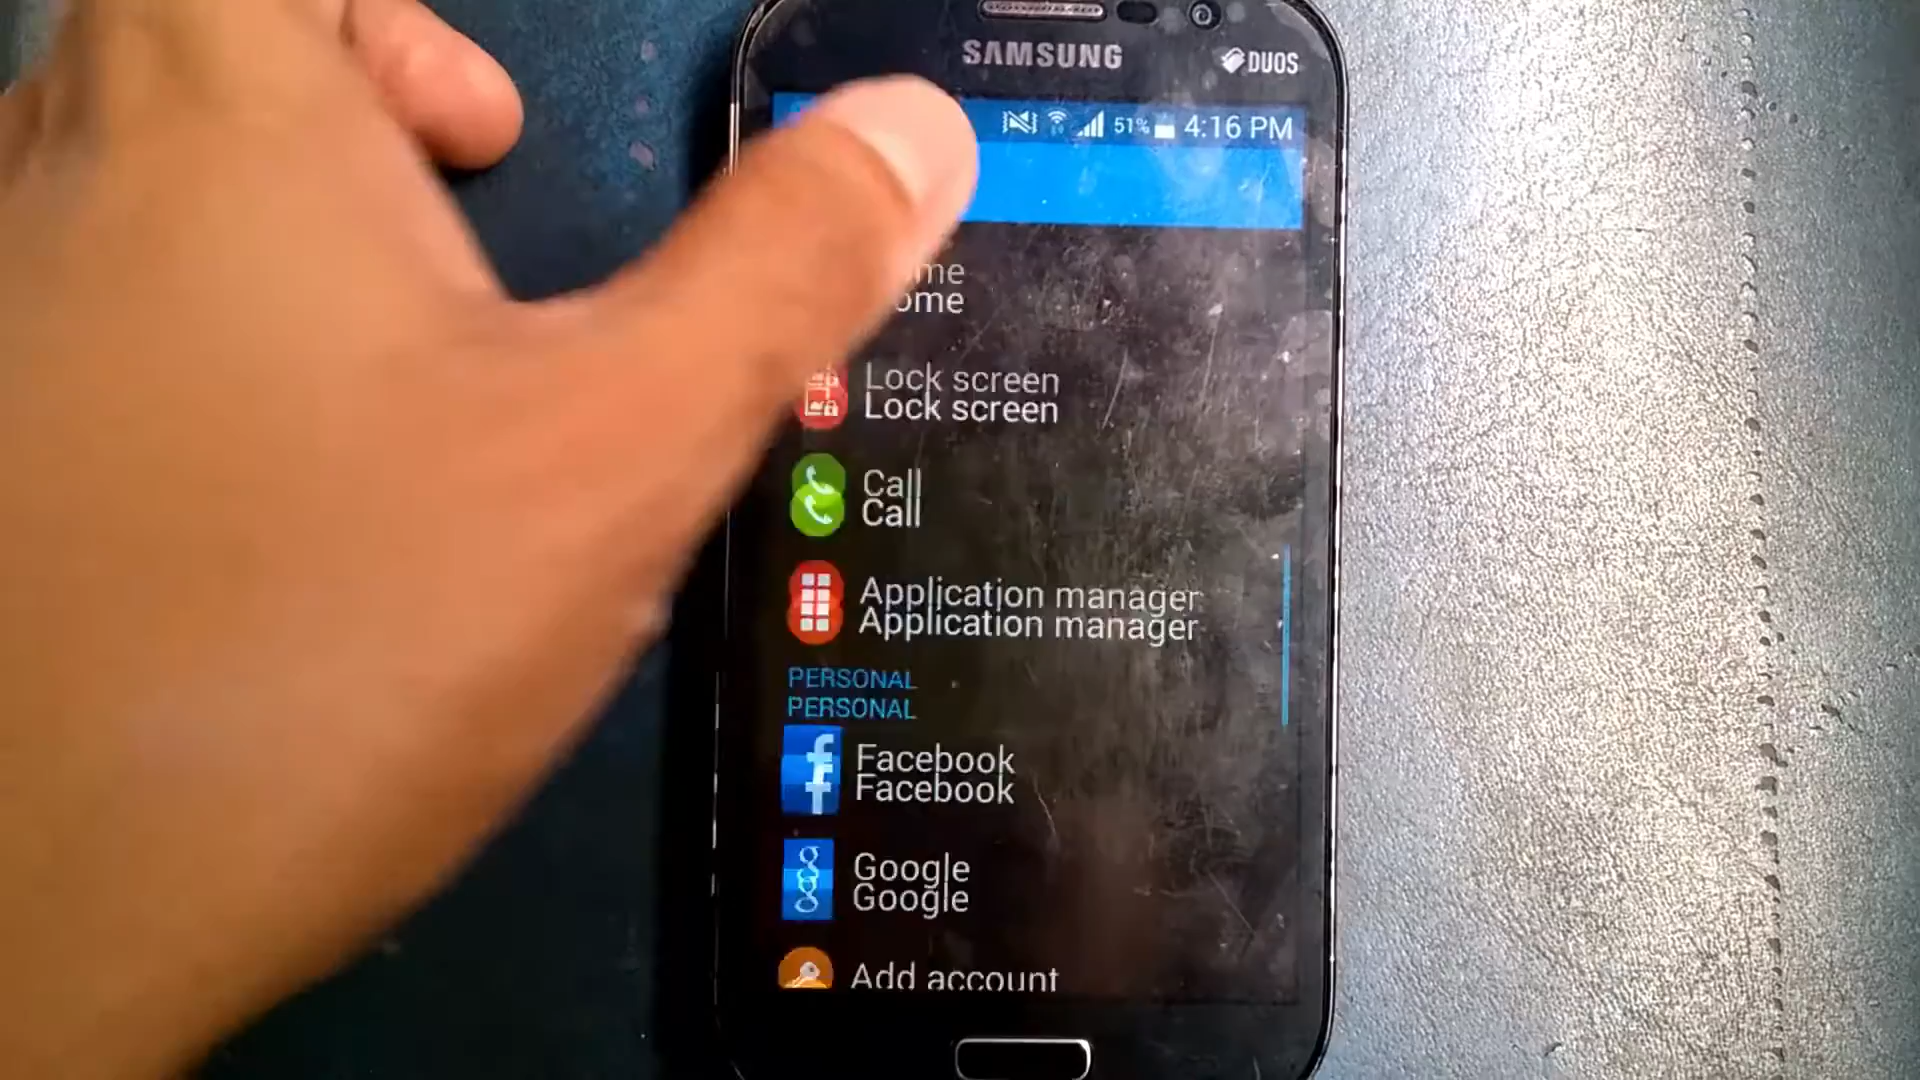 SAMSUNG
DUOS
51% 4:16 PM
ome
Lock screen
Lock screen
Call
Call
Application manager
Application manager
PERSONAL
PERSONAL
Facebook
Facebook
Google
Google
Add account